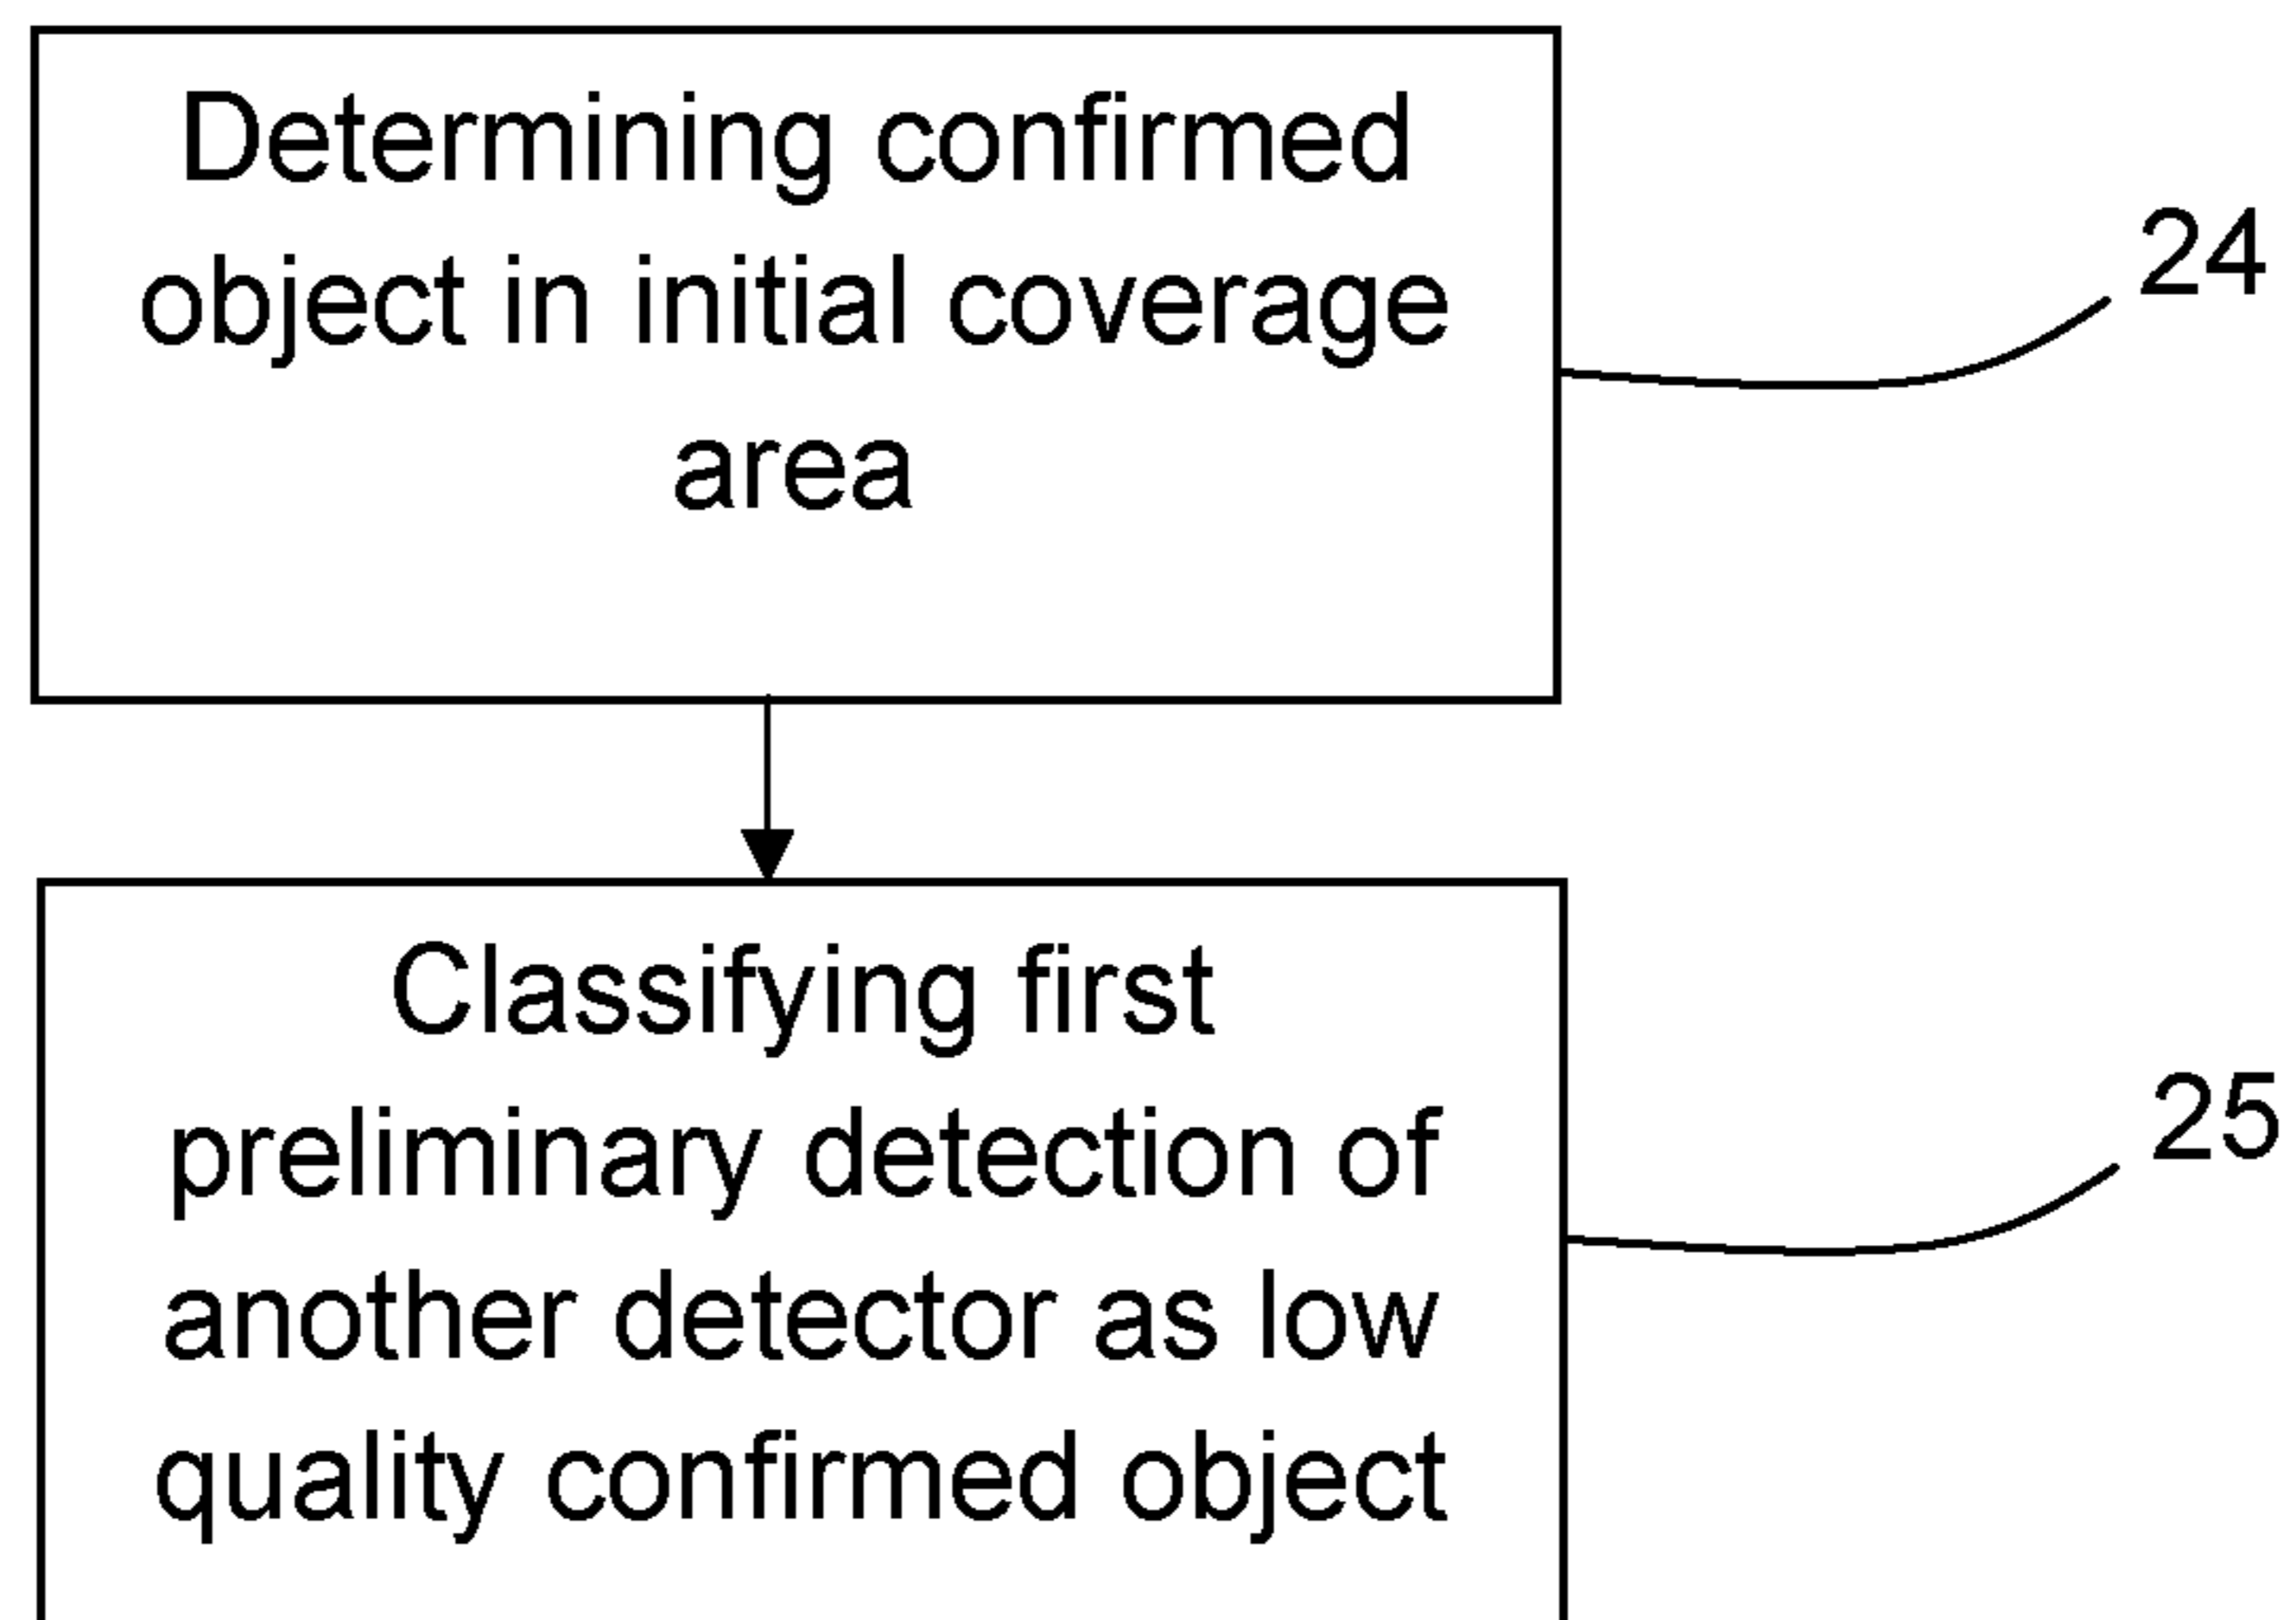 Determining confirmed
object in initial coverage
area
24
Classifying first
preliminary detection of
another detector as low
quality confirmed object
25